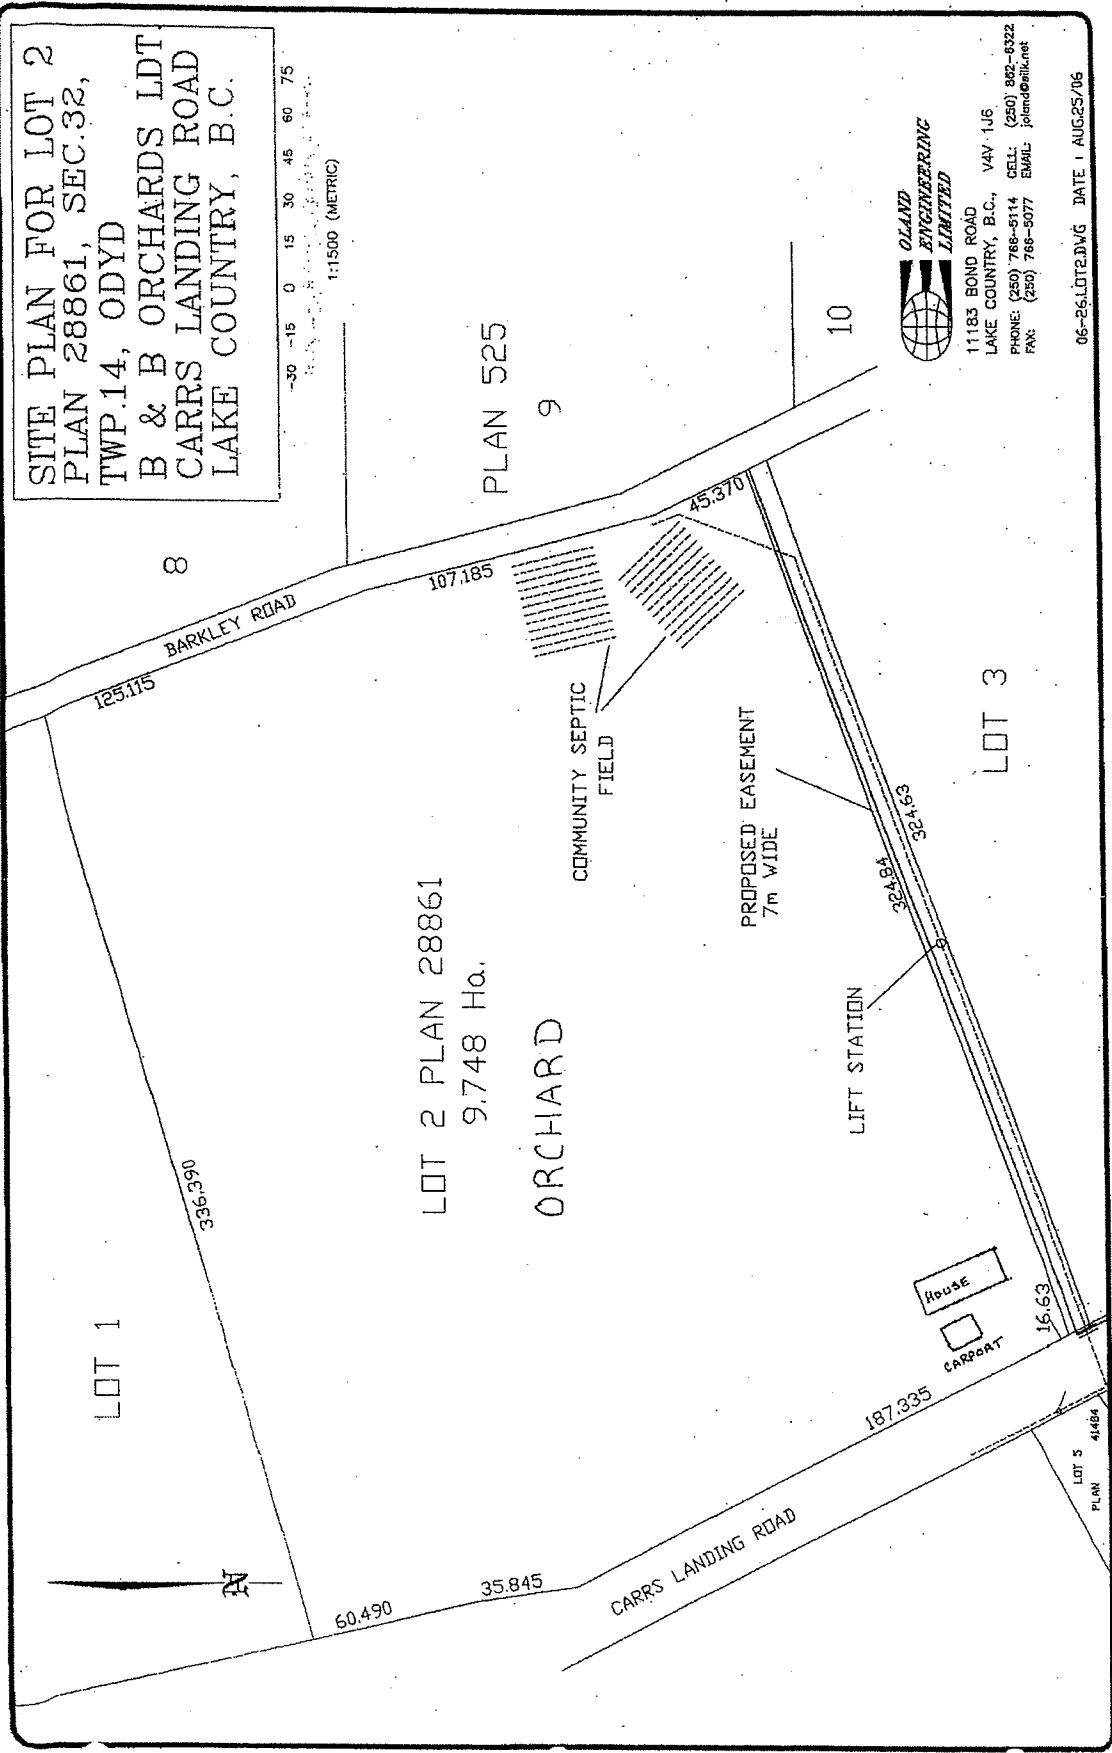 SITE PLAN FOR LOT 2
PLAN 28861, SEC.32,
TWP.14, ODYD
B & B ORCHARDS LDT.
CARRS LANDING ROAD
LAKE COUNTRY, B.C.
-30 -15 0 15 30 45 60 75
1:1500 (METRIC)
8
BARKLEY ROAD
125.115
107.185
PLAN 525
9
45.370
10
LOT 1
336.390
LOT 2 PLAN 28861
9.748 Ha.
ORCHARD
COMMUNITY SEPTIC
FIELD
PROPOSED EASEMENT
7m WIDE
324.84
324.63
LOT 3
LIFT STATION
HOUSE
CARPORT
16.63
187.335
N
60.490
35.845
CARRS LANDING ROAD
LOT 5
PLAN 41484
OLAND
ENGINEERING
LIMITED
11183 BOND ROAD
LAKE COUNTRY, B.C., V4V 1J6
PHONE: (250) 766-5114 CELL: (250) 862-8322
FAX: (250) 766-5077 EMAIL: joland@silk.net
06-26LOT2.DWG DATE : AUG.25/06